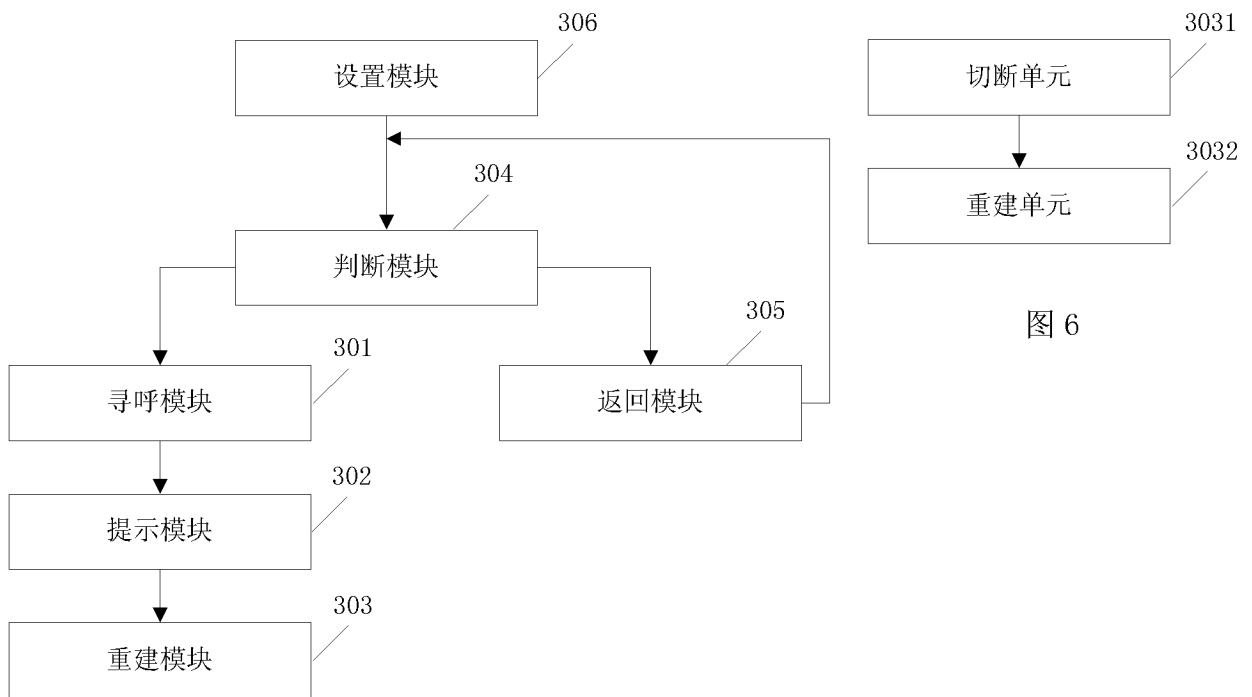 306
设置模块
304
判断模块
305
301
寻呼模块
返回模块
302
提示模块
303
重建模块
3031
切断单元
3032
重建单元
图 6